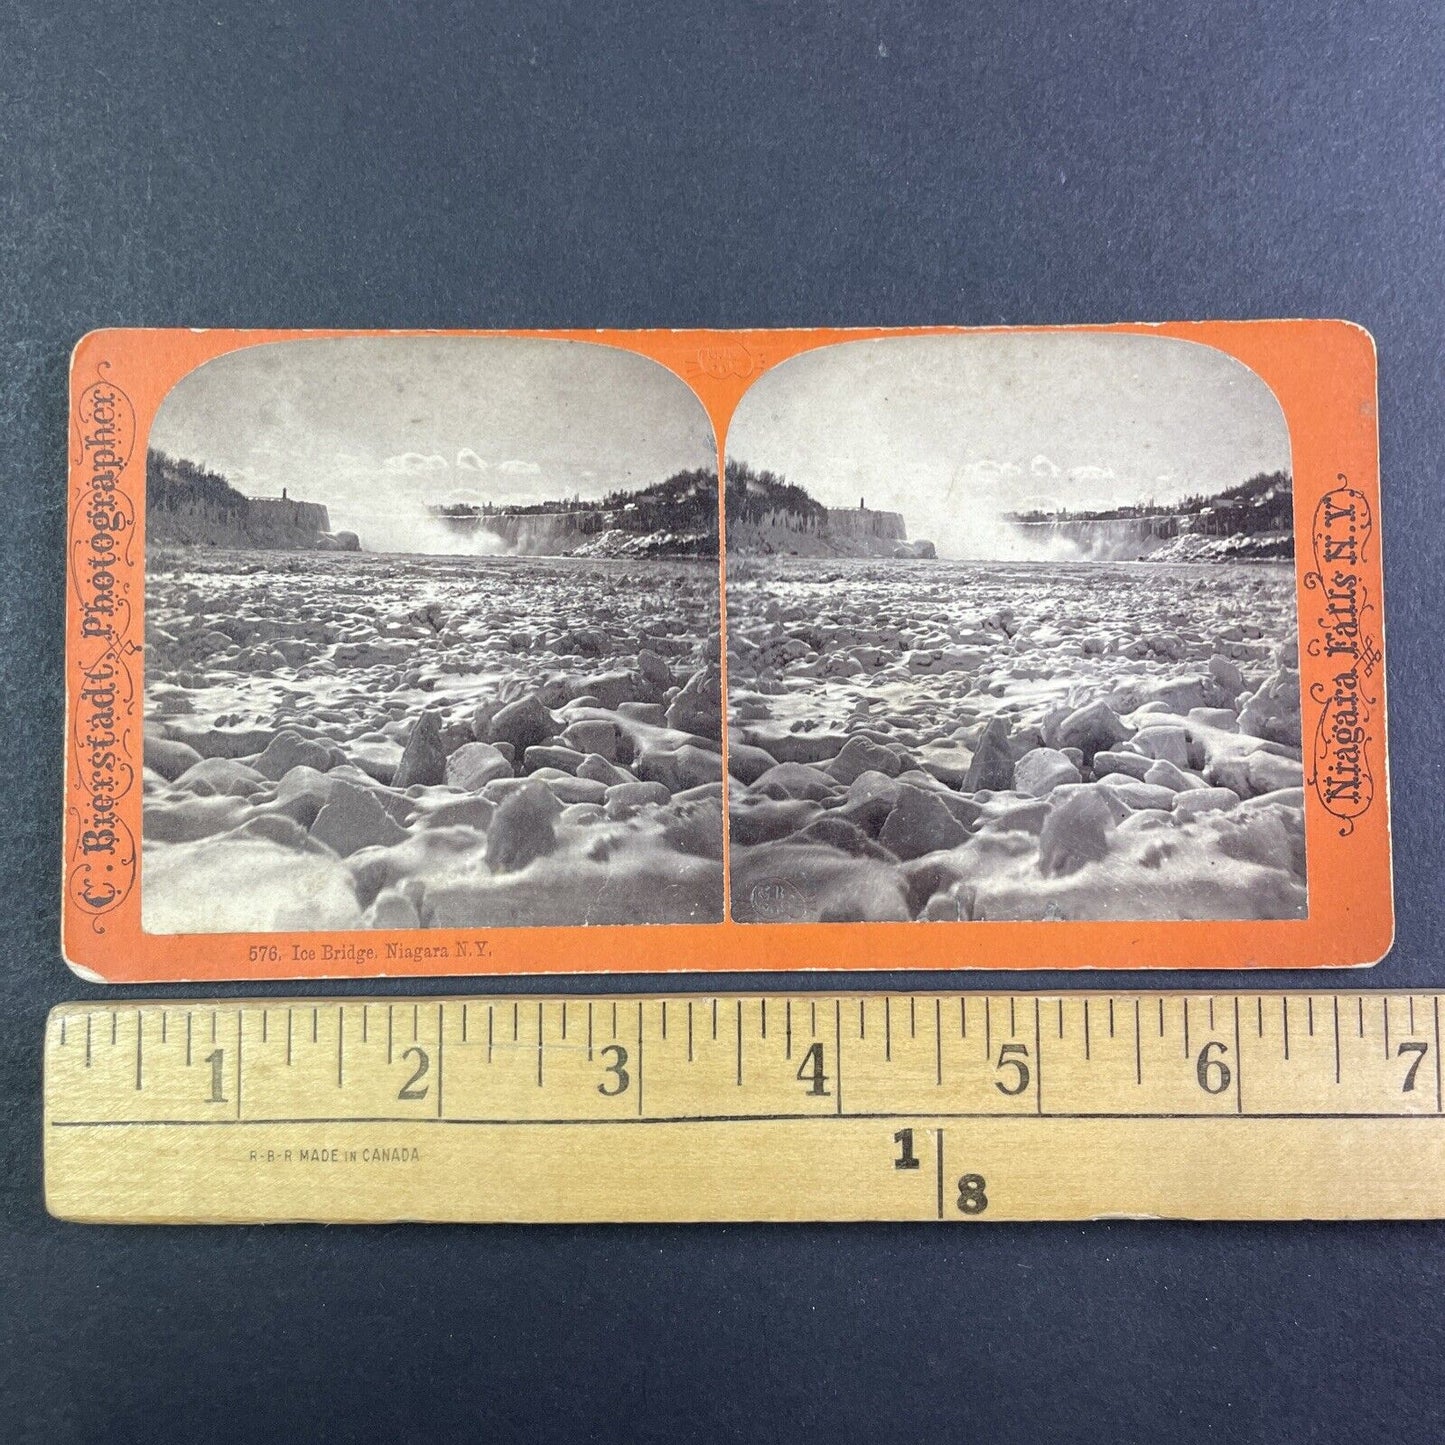 C. Bierstadt, Photographer
Niagara Falls N.Y.
576. Ice Bridge. Niagara N.Y.
1 2 3 4 5 6 7
R-B-R MADE IN CANADA
1
8